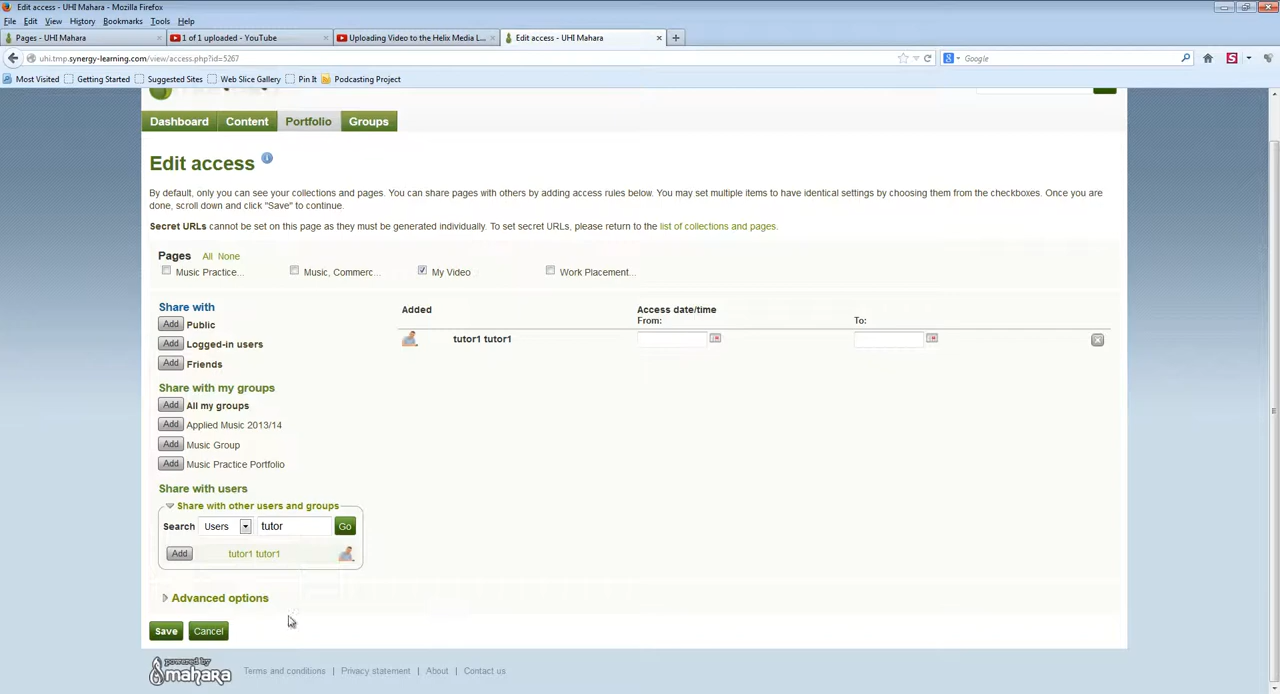 Edit access - UHI Mahara - Mozilla Firefox
File Edit View History Bookmarks Tools Help
Pages - UHI Mahara × 1 of 1 uploaded - YouTube × Uploading Video to the Helix Media L... × Edit access - UHI Mahara × +
uhi.tmp.synergy-learning.com/view/access.php?id=5267 Google
Most Visited Getting Started Suggested Sites Web Slice Gallery Pin It Podcasting Project
Dashboard Content Portfolio Groups
Edit access
By default, only you can see your collections and pages. You can share pages with others by adding access rules below. You may set multiple items to have identical settings by choosing them from the checkboxes. Once you are
done, scroll down and click "Save" to continue.
Secret URLs cannot be set on this page as they must be generated individually. To set secret URLs, please return to the list of collections and pages.
Pages All None
Music Practice... Music, Commerc... My Video Work Placement...
Share with
Add Public
Add Logged-in users
Add Friends
Share with my groups
Add All my groups
Add Applied Music 2013/14
Add Music Group
Add Music Practice Portfolio
Share with users
Share with other users and groups
Search Users tutor Go
Add tutor1 tutor1
Advanced options
Save Cancel
Added Access date/time
From: To:
tutor1 tutor1
powered by
mahara
Terms and conditions Privacy statement About Contact us